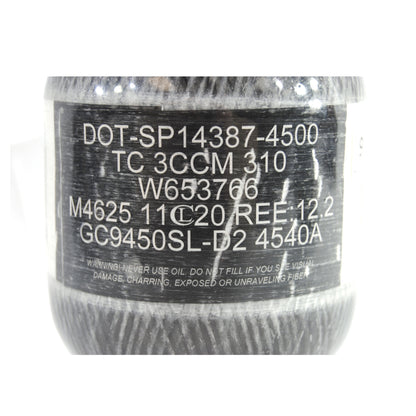 DOT-SP14387-4500
TC 3CCM 310
W653766
M4625 11C20 REE:12.2
GC9450SL-D2 4540A
WARNING: NEVER USE OIL. DO NOT FILL IF YOU SEE VISUAL
DAMAGE, CHARRING, EXPOSED OR UNRAVELING FIBER